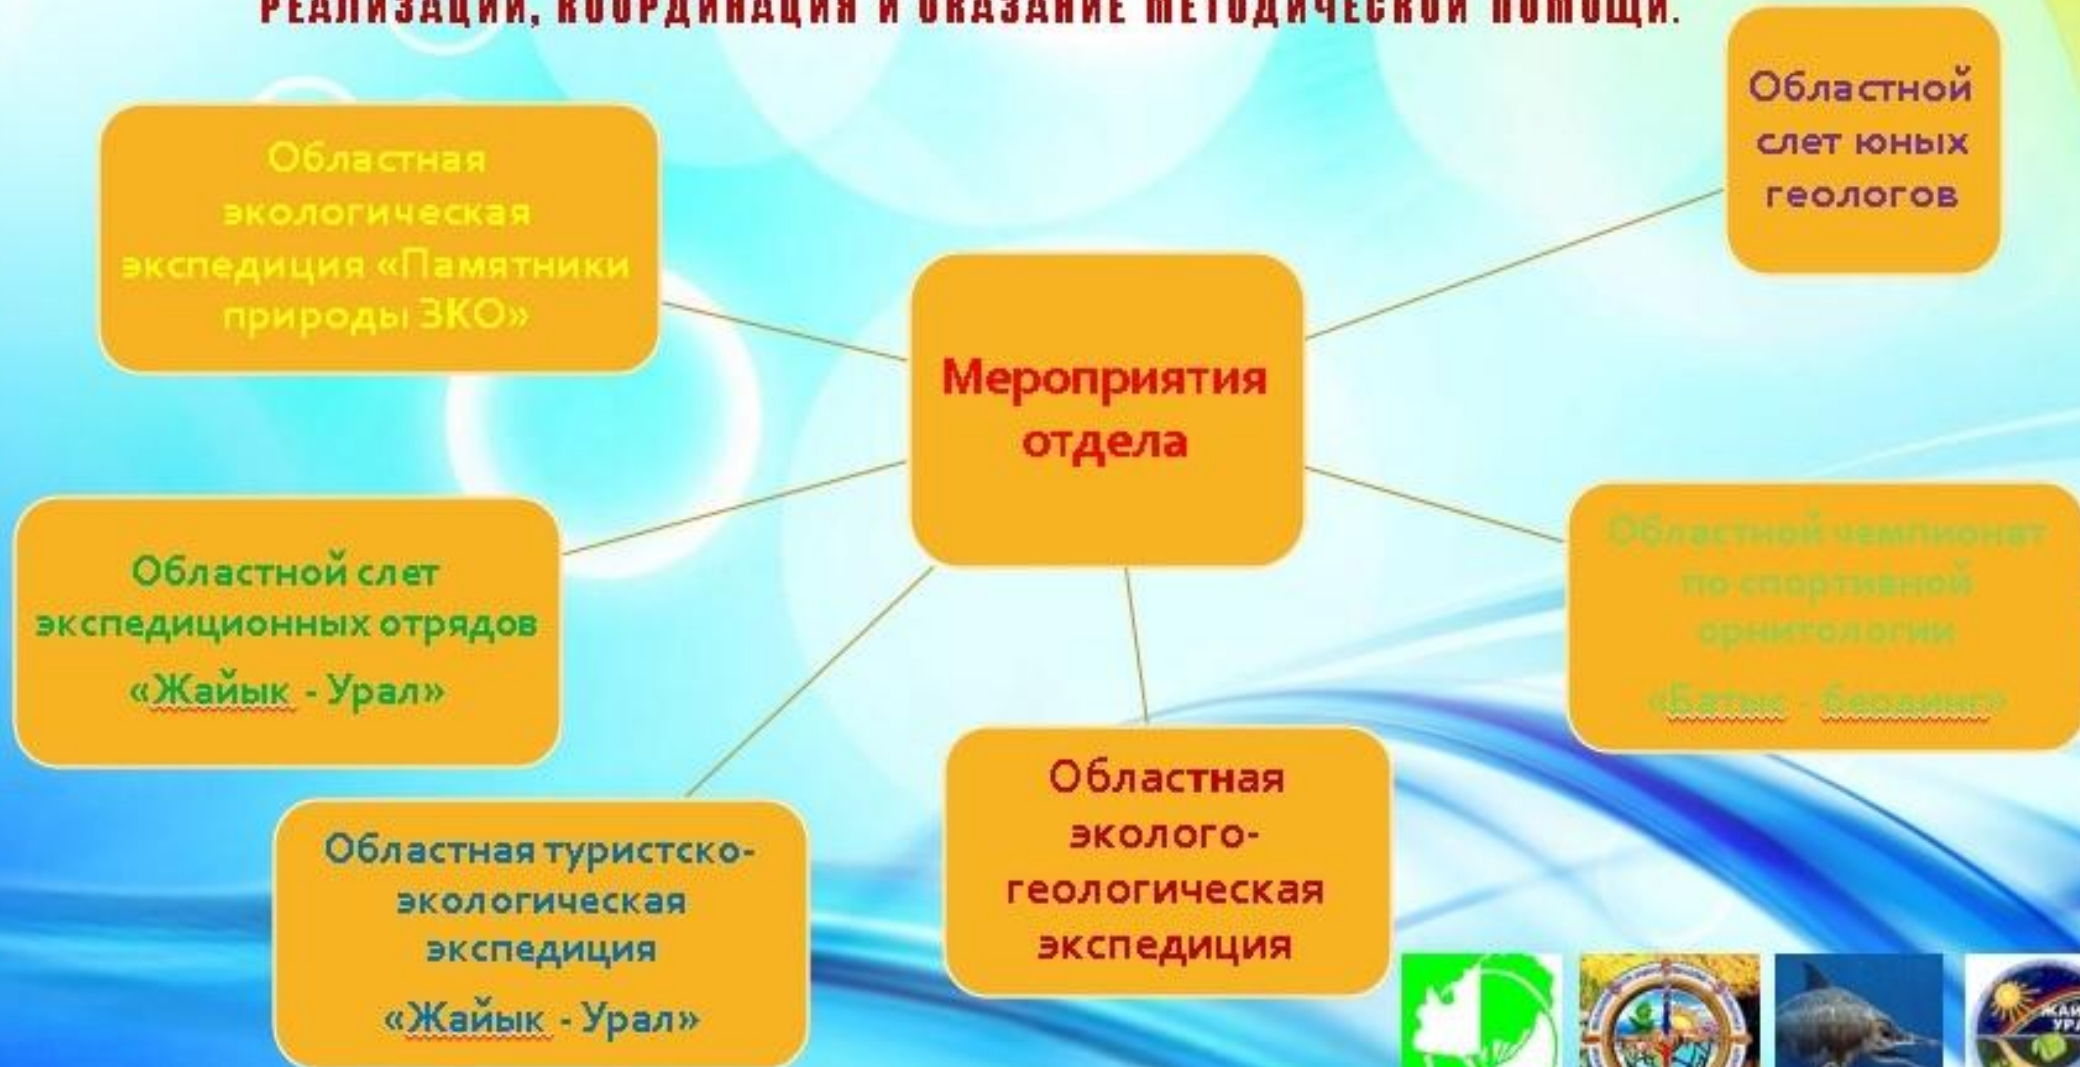 РЕАЛИЗАЦИИ, КООРДИНАЦИЯ И ОКАЗАНИЕ МЕТОДИЧЕСКОЙ ПОМОЩИ.
Областной
слет юных
геологов
Областная
экологическая
экспедиция «Памятники
природы ЗКО»
Мероприятия
отдела
Областной чемпионат
по спортивной
орнитологии
«Батык - бердинг»
Областной слет
экспедиционных отрядов
«Жайык - Урал»
Областная
эколого-
геологическая
экспедиция
Областная туристско-
экологическая
экспедиция
«Жайык - Урал»